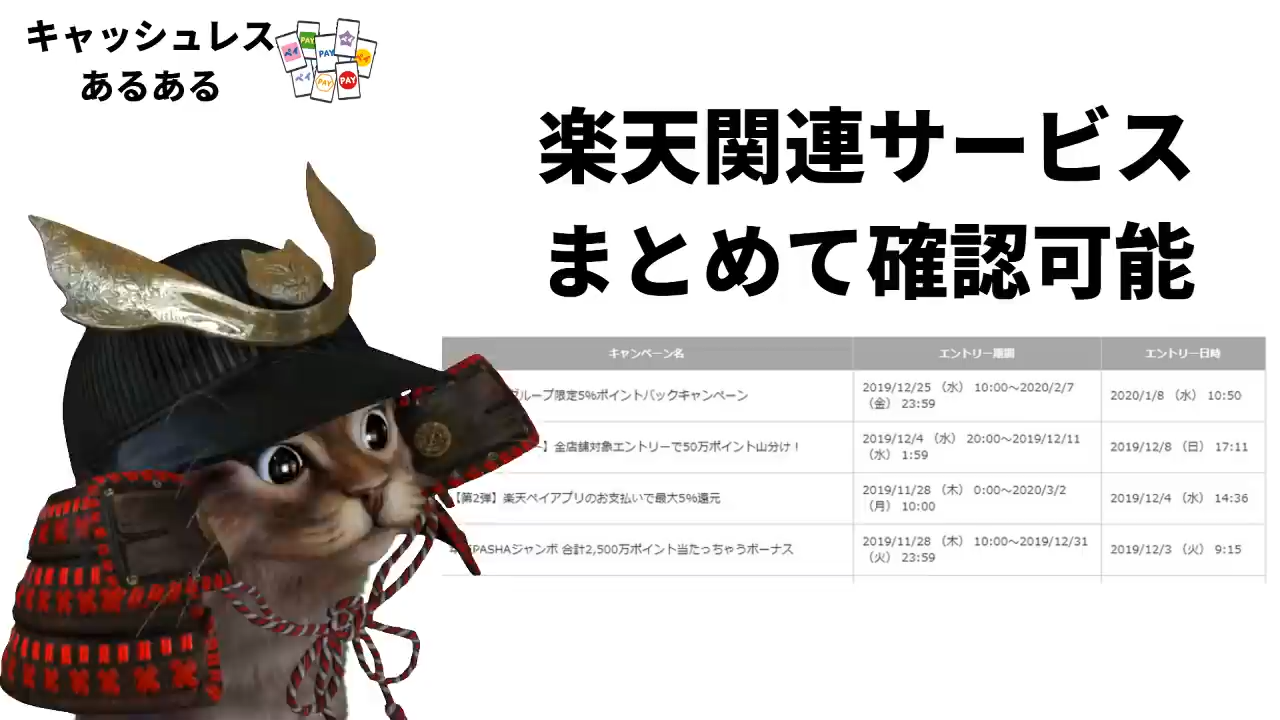 キャッシュレス
あるある
ペイ PAY PAY ペイ
ペイ PAY PAY
楽天関連サービス
まとめて確認可能
キャンペーン名 エントリー期間 エントリー日時
グループ限定5%ポイントバックキャンペーン 2019/12/25 (水) 10:00～2020/2/7 2020/1/8 (水) 10:50
(金) 23:59
】全店舗対象エントリーで50万ポイント山分け！ 2019/12/4 (水) 20:00～2019/12/11 2019/12/8 (日) 17:11
(水) 1:59
【第2弾】楽天ペイアプリのお支払いで最大5%還元 2019/11/28 (木) 0:00～2020/3/2 2019/12/4 (水) 14:36
(月) 10:00
PASHAジャンボ 合計2,500万ポイント当たっちゃうボーナス 2019/11/28 (木) 10:00～2019/12/31 2019/12/3 (火) 9:15
(火) 23:59